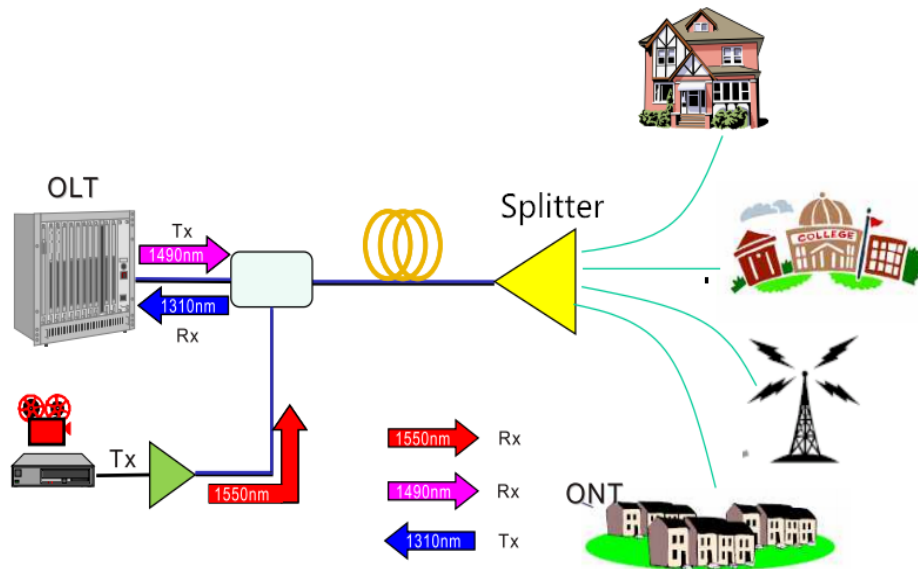 OLT
Splitter
COLLEGE
Tx
1490nm
1310nm
Rx
Tx
1550nm
1550nm
Rx
1490nm
Rx
1310nm
Tx
ONT